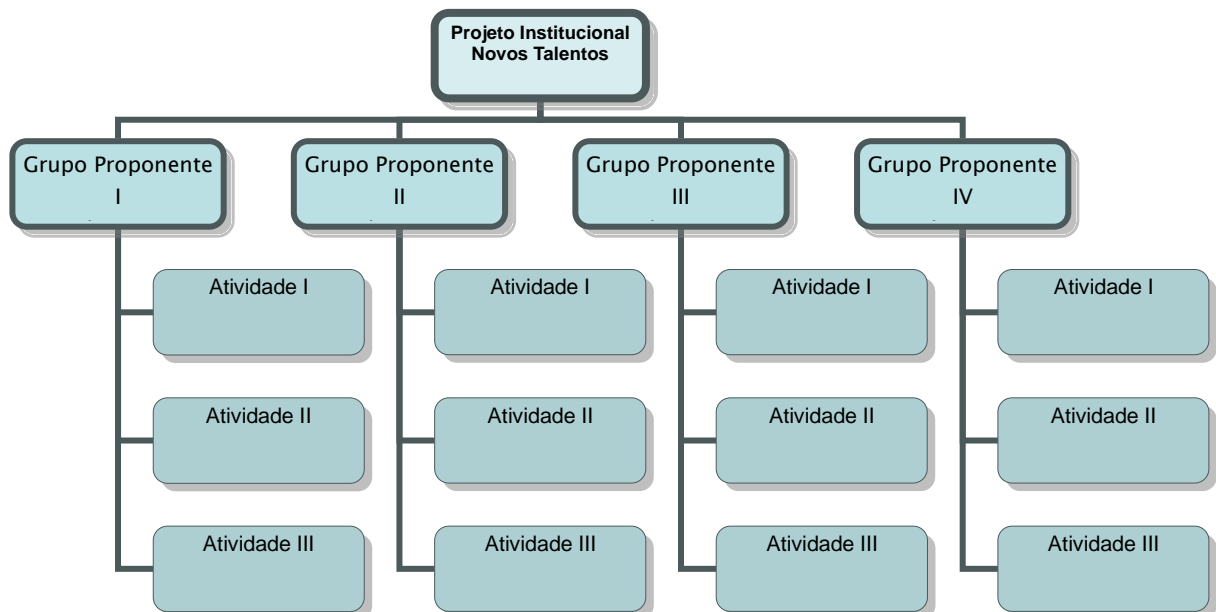 Projeto Institucional
Novos Talentos
Grupo Proponente
I
Grupo Proponente
II
Grupo Proponente
III
Grupo Proponente
IV
Atividade I
Atividade I
Atividade I
Atividade I
Atividade II
Atividade II
Atividade II
Atividade II
Atividade III
Atividade III
Atividade III
Atividade III